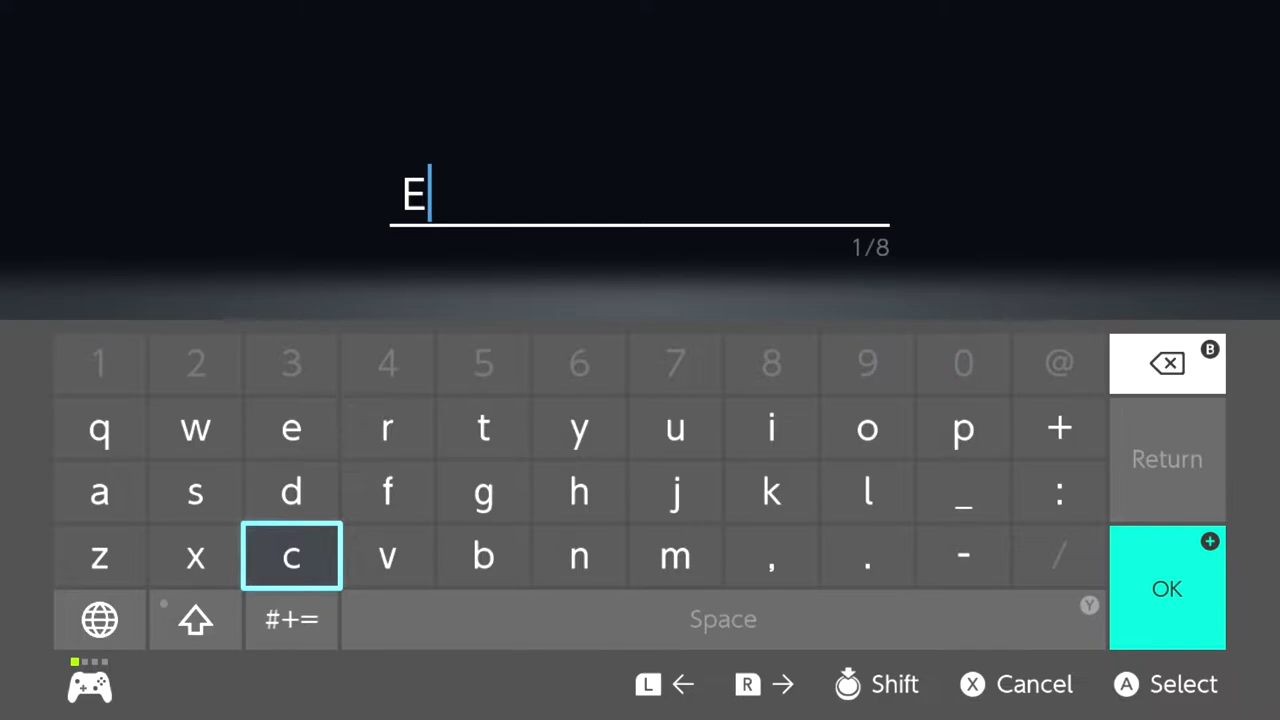 E
1/8
1 2 3 4 5 6 7 8 9 0 @ B
q w e r t y u i o p +
Return
a s d f g h j k l _ :
z x c v b n m , . - / +
OK
#+= Space Y
L ← R → Shift X Cancel A Select